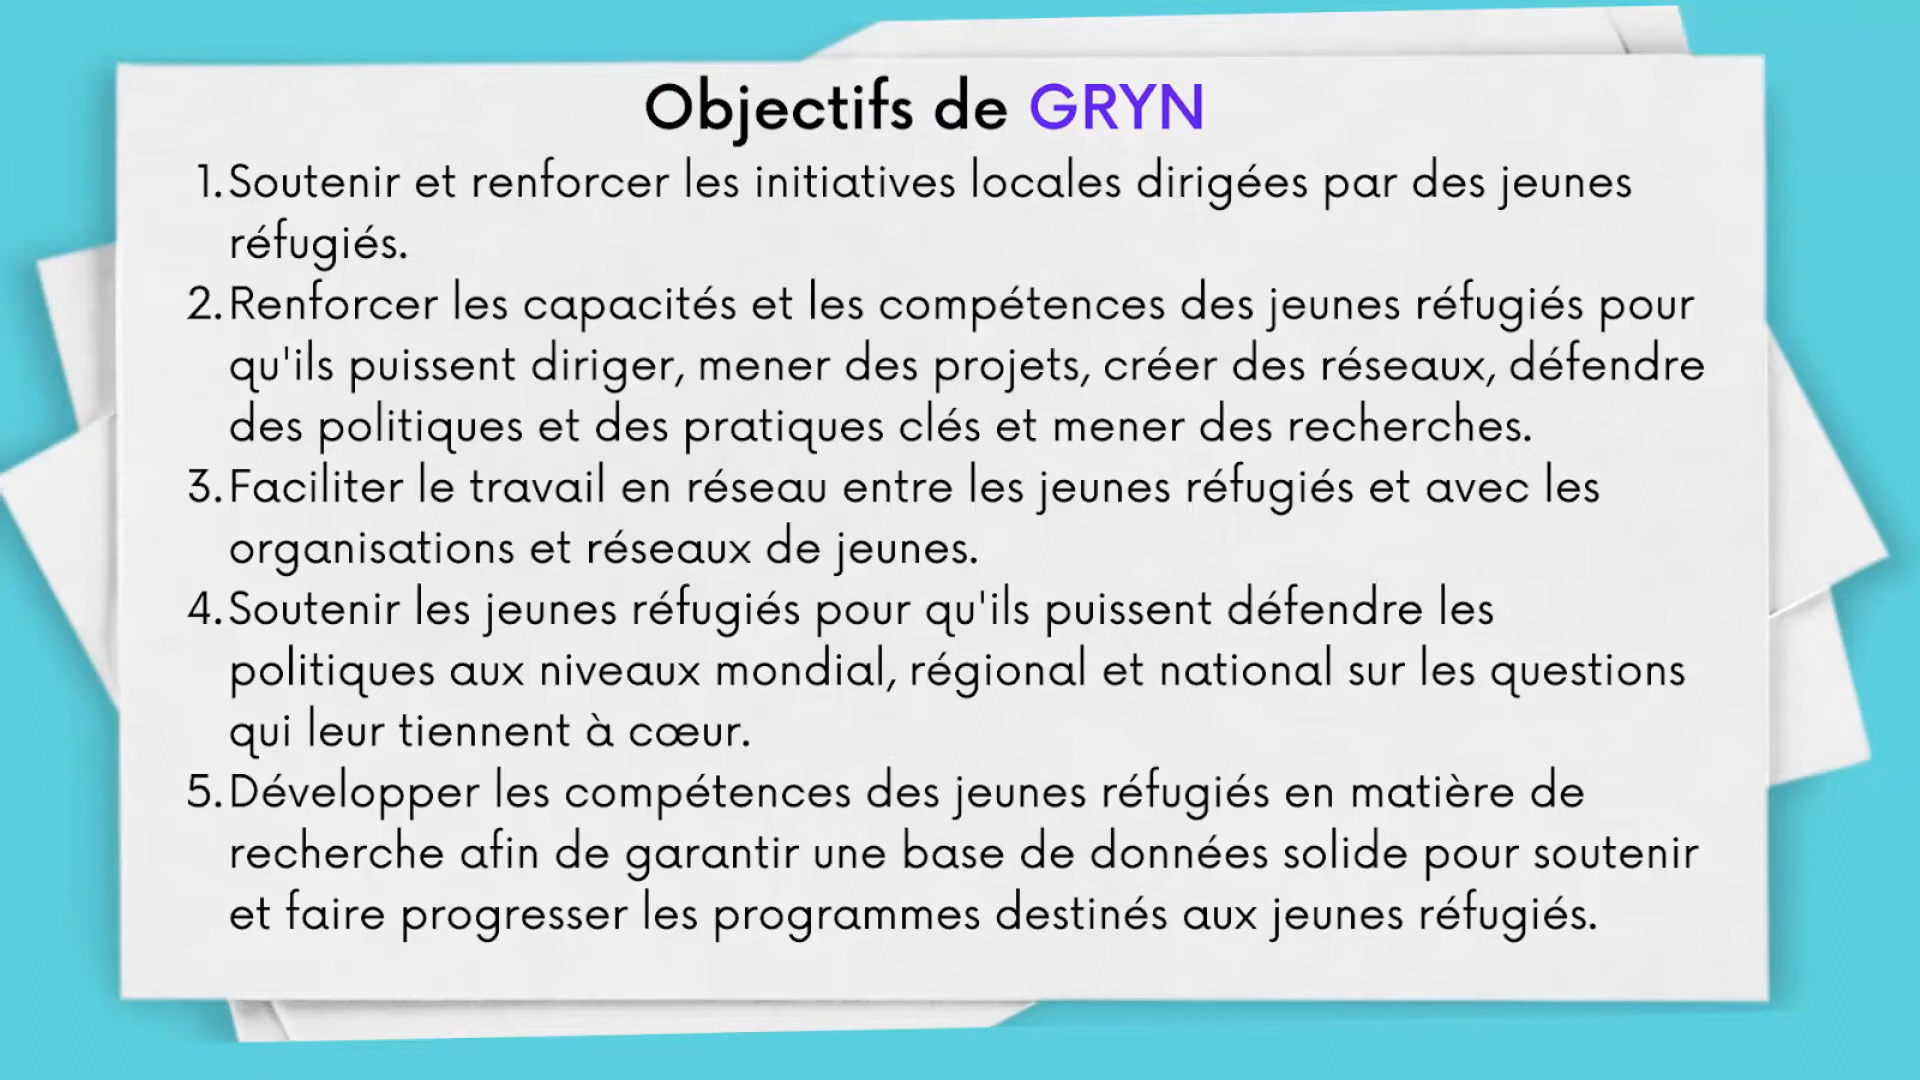 Objectifs de GRYN
1. Soutenir et renforcer les initiatives locales dirigées par des jeunes
réfugiés.
2. Renforcer les capacités et les compétences des jeunes réfugiés pour
qu'ils puissent diriger, mener des projets, créer des réseaux, défendre
des politiques et des pratiques clés et mener des recherches.
3. Faciliter le travail en réseau entre les jeunes réfugiés et avec les
organisations et réseaux de jeunes.
4. Soutenir les jeunes réfugiés pour qu'ils puissent défendre les
politiques aux niveaux mondial, régional et national sur les questions
qui leur tiennent à cœur.
5. Développer les compétences des jeunes réfugiés en matière de
recherche afin de garantir une base de données solide pour soutenir
et faire progresser les programmes destinés aux jeunes réfugiés.